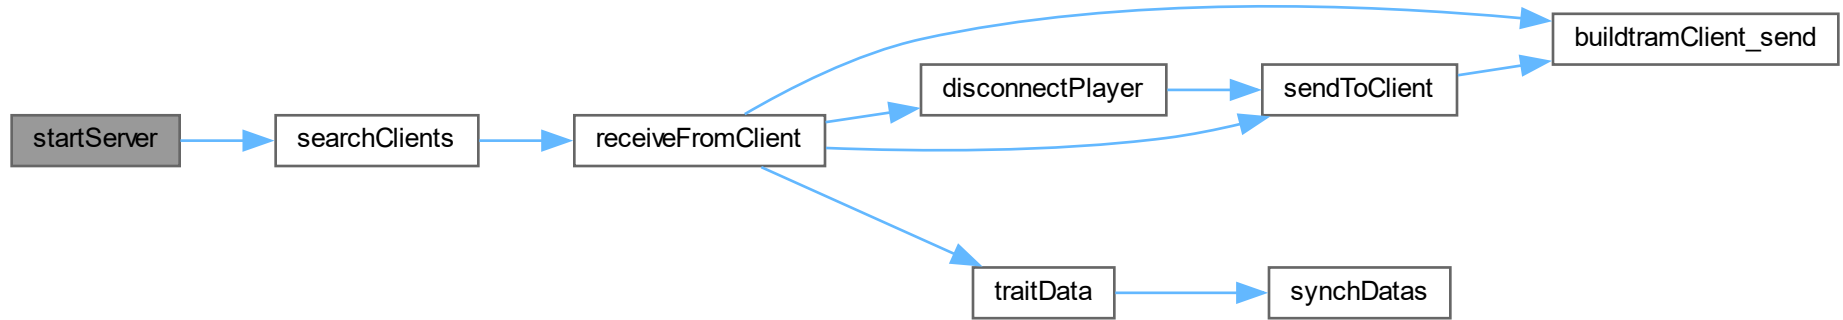 startServer
searchClients
receiveFromClient
buildtramClient_send
disconnectPlayer
sendToClient
traitData
synchDatas